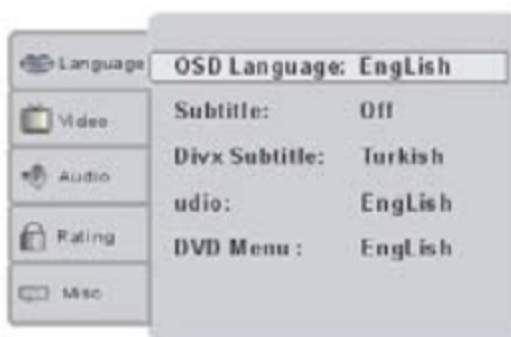 Language
OSD Language: EngLish
Video
Subtitle: Off
Divx Subtitle: Turkish
Audio
udio: EngLish
Rating
DVD Menu : EngLish
Misc